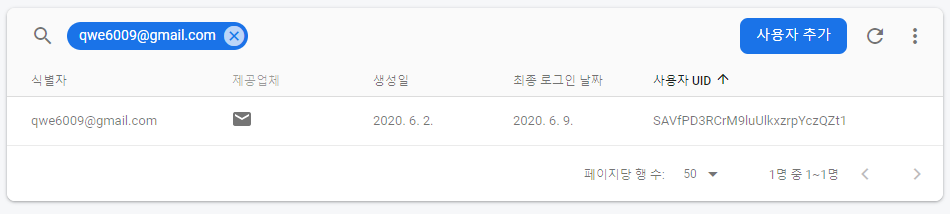 qwe6009@gmail.com 사용자 추가
식별자 제공업체 생성일 최종 로그인 날짜 사용자 UID
qwe6009@gmail.com 2020. 6. 2. 2020. 6. 9. SAVfPD3RCrM9luUlkxzrpYczQZt1
페이지당 행 수: 50 1명 중 1~1명